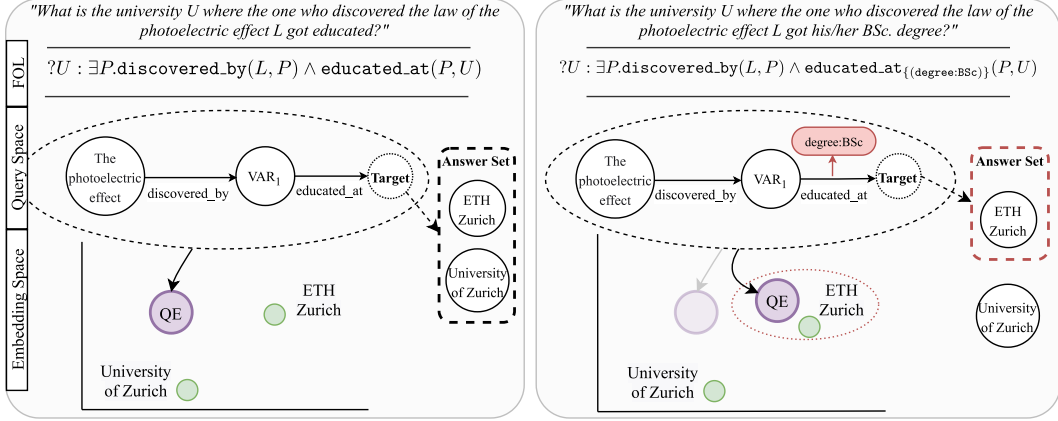 "What is the university U where the one who discovered the law of the
photoelectric effect L got educated?"
FOL
?U : ∃P.discovered_by(L, P) ∧ educated_at(P, U)
Query Space
The
photoelectric
effect
discovered_by
VAR₁
educated_at
Target
Answer Set
ETH
Zurich
University
of Zurich
Embedding Space
QE
ETH
Zurich
University
of Zurich
"What is the university U where the one who discovered the law of the
photoelectric effect L got his/her BSc. degree?"
?U : ∃P.discovered_by(L, P) ∧ educated_at{(degree:BSc)}(P, U)
degree:BSc
The
photoelectric
effect
discovered_by
VAR₁
educated_at
Target
Answer Set
ETH
Zurich
University
of Zurich
QE
ETH
Zurich
University
of Zurich